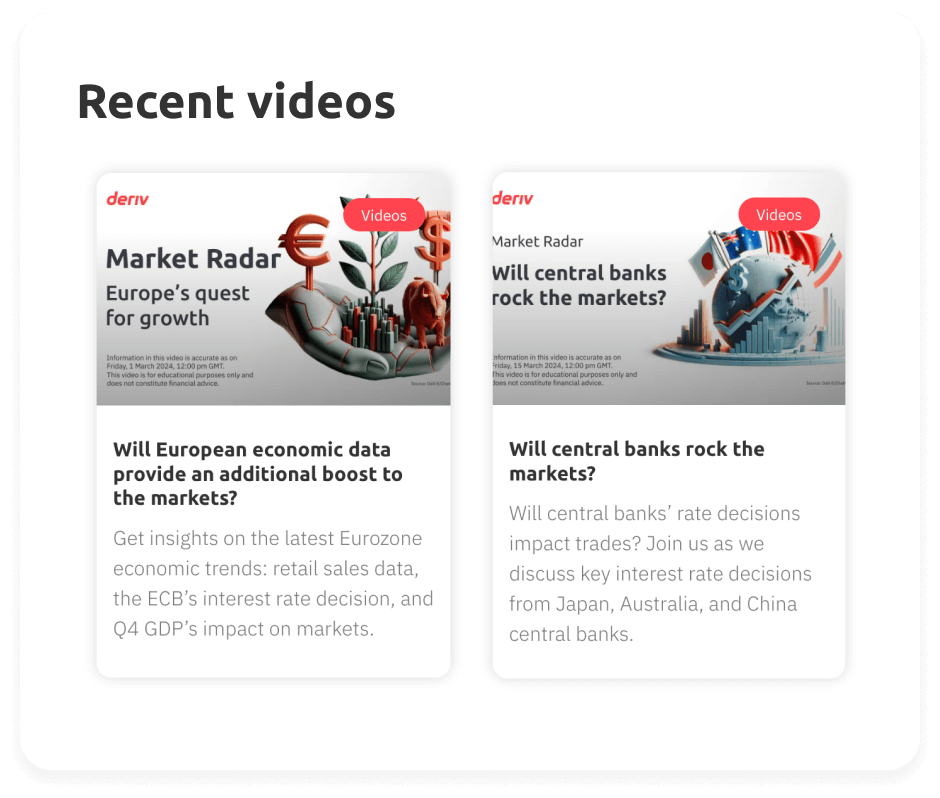 Recent videos
deriv
Videos
Market Radar
Europe's quest
for growth
Information in this video is accurate as on
Friday, 1 March 2024, 12:00 pm GMT.
This video is for educational purposes only and
does not constitute financial advice.
Will European economic data
provide an additional boost to
the markets?
Get insights on the latest Eurozone
economic trends: retail sales data,
the ECB's interest rate decision, and
Q4 GDP's impact on markets.
deriv
Videos
Market Radar
Will central banks
rock the markets?
Information in this video is accurate as on
Friday, 15 March 2024, 12:00 pm GMT.
This video is for educational purposes only and
does not constitute financial advice.
Will central banks rock the
markets?
Will central banks’ rate decisions
impact trades? Join us as we
discuss key interest rate decisions
from Japan, Australia, and China
central banks.